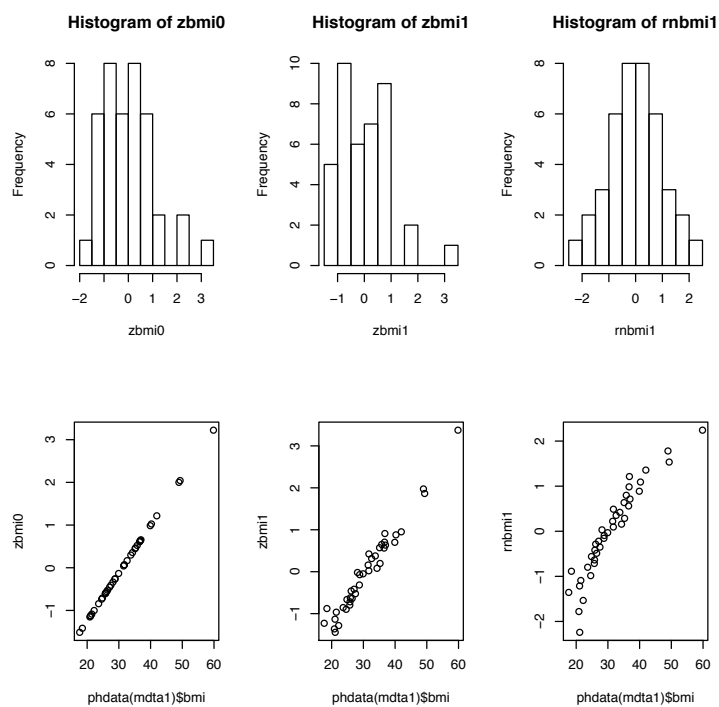 Histogram of zbmi0
Histogram of zbmi1
Histogram of rnbmi1
Frequency
0 2 4 6 8
−2 0 1 2 3
zbmi0
Frequency
0 2 4 6 8 10
−1 0 1 2 3
zbmi1
Frequency
0 2 4 6 8
−2 0 1 2
rnbmi1
zbmi0
−1 0 1 2 3
20 30 40 50 60
phdata(mdta1)$bmi
zbmi1
−1 0 1 2 3
20 30 40 50 60
phdata(mdta1)$bmi
rnbmi1
−2 −1 0 1 2
20 30 40 50 60
phdata(mdta1)$bmi